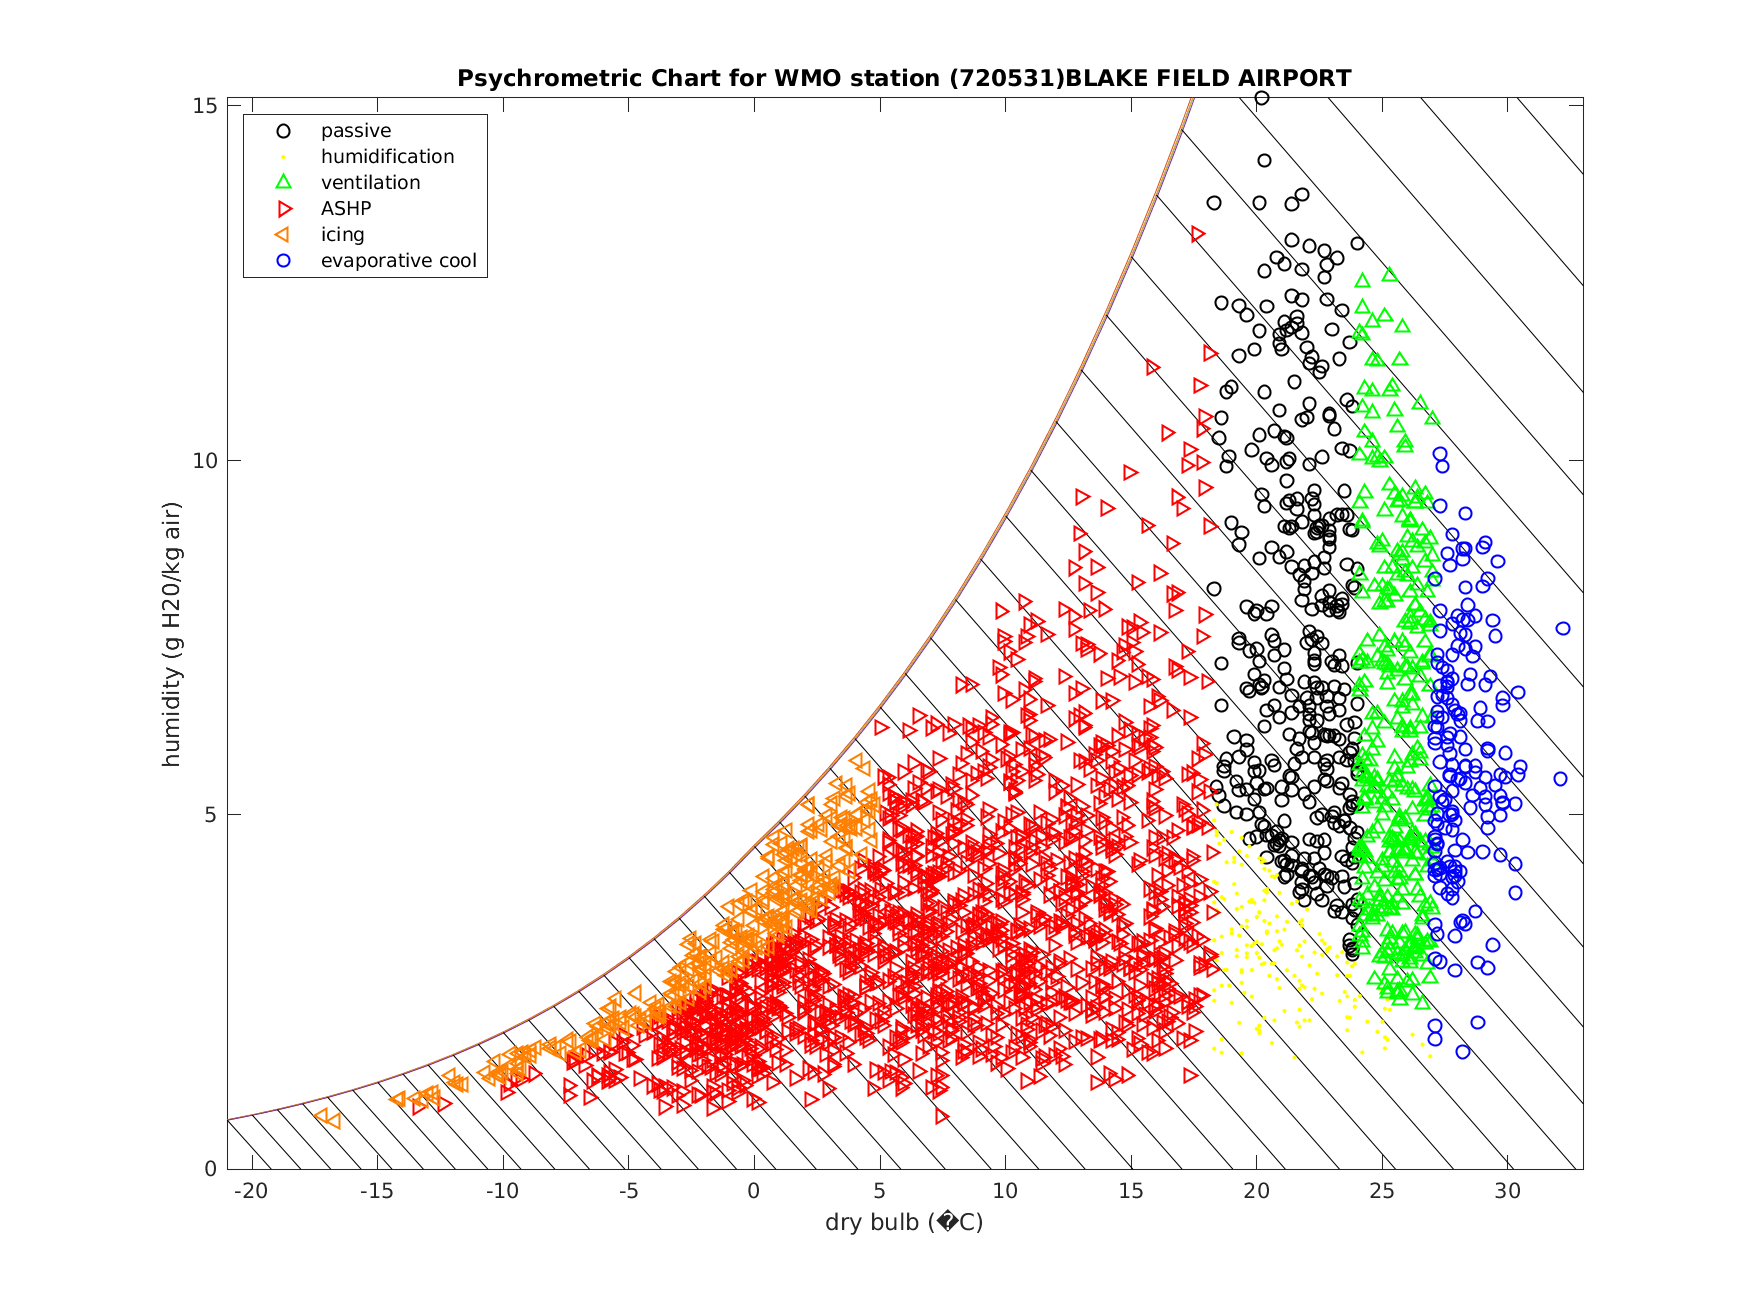 Psychrometric Chart for WMO station (720531)BLAKE FIELD AIRPORT
15
10
5
0
humidity (g H20/kg air)
passive
humidification
ventilation
ASHP
icing
evaporative cool
-20 -15 -10 -5 0 5 10 15 20 25 30
dry bulb (�C)